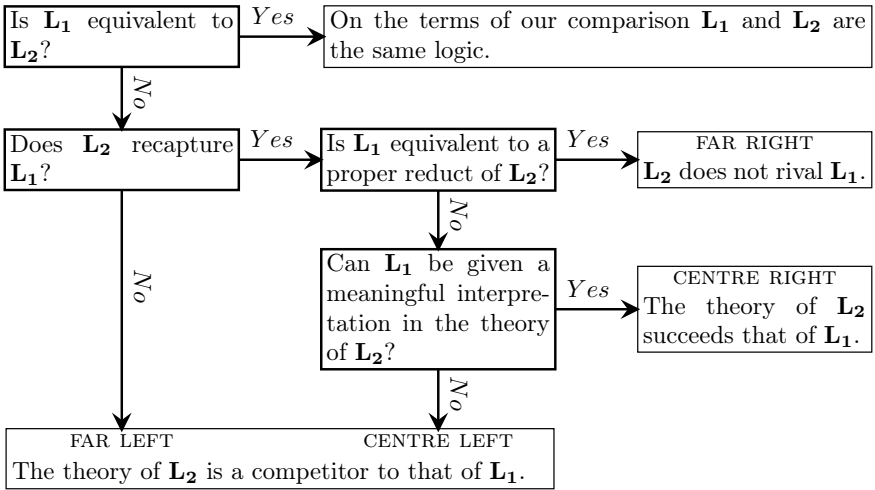 Is L₁ equivalent to
L₂?
Yes
On the terms of our comparison L₁ and L₂ are
the same logic.
No
Does L₂ recapture
L₁?
Yes
Is L₁ equivalent to a
proper reduct of L₂?
Yes
FAR RIGHT
L₂ does not rival L₁.
No
No
Can L₁ be given a
meaningful interpre-
tation in the theory
of L₂?
Yes
CENTRE RIGHT
The theory of L₂
succeeds that of L₁.
No
FAR LEFT
CENTRE LEFT
The theory of L₂ is a competitor to that of L₁.